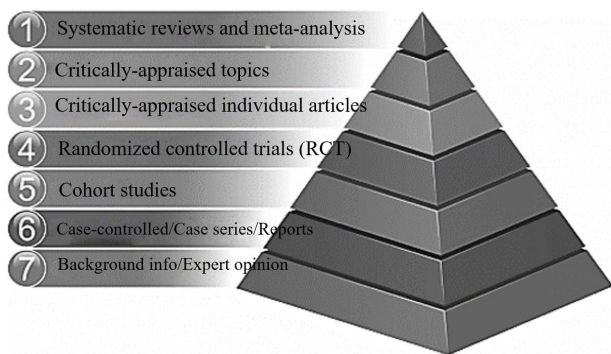 1 Systematic reviews and meta-analysis
2 Critically-appraised topics
3 Critically-appraised individual articles
4 Randomized controlled trials (RCT)
5 Cohort studies
6 Case-controlled/Case series/Reports
7 Background info/Expert opinion